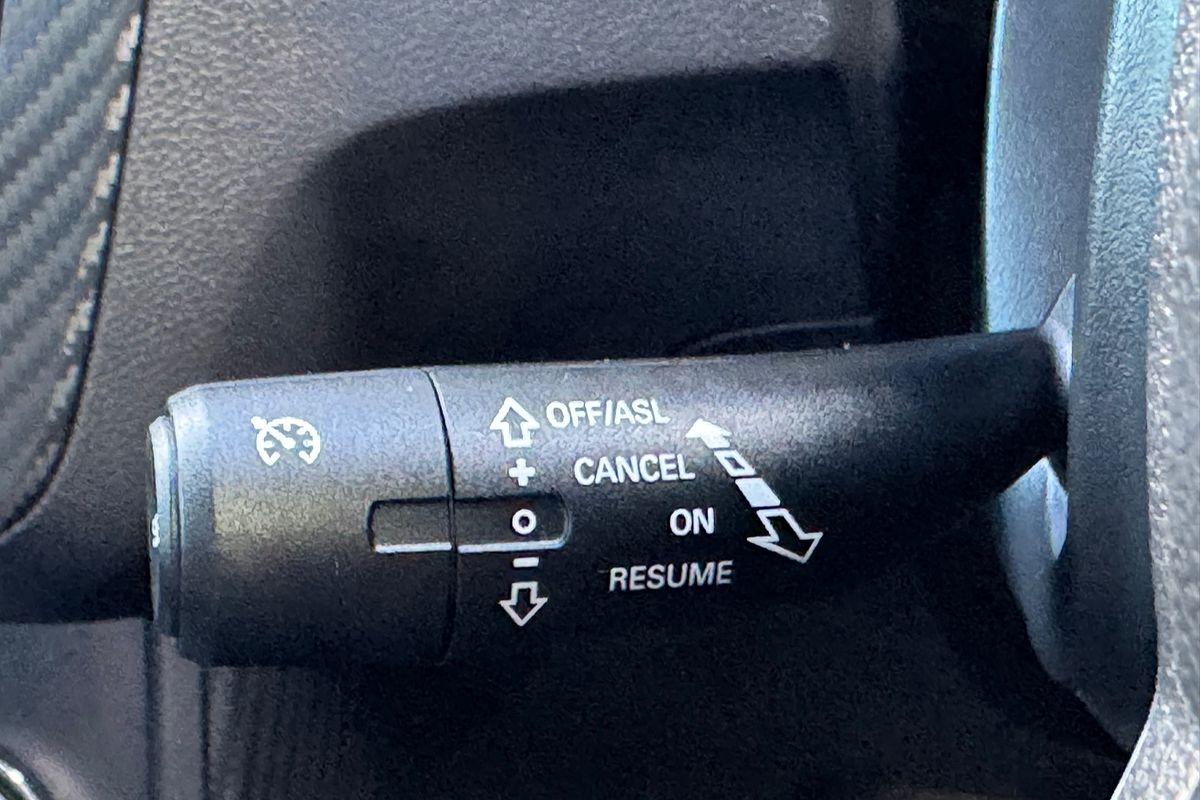 OFF/ASL
+ CANCEL
O ON
− RESUME